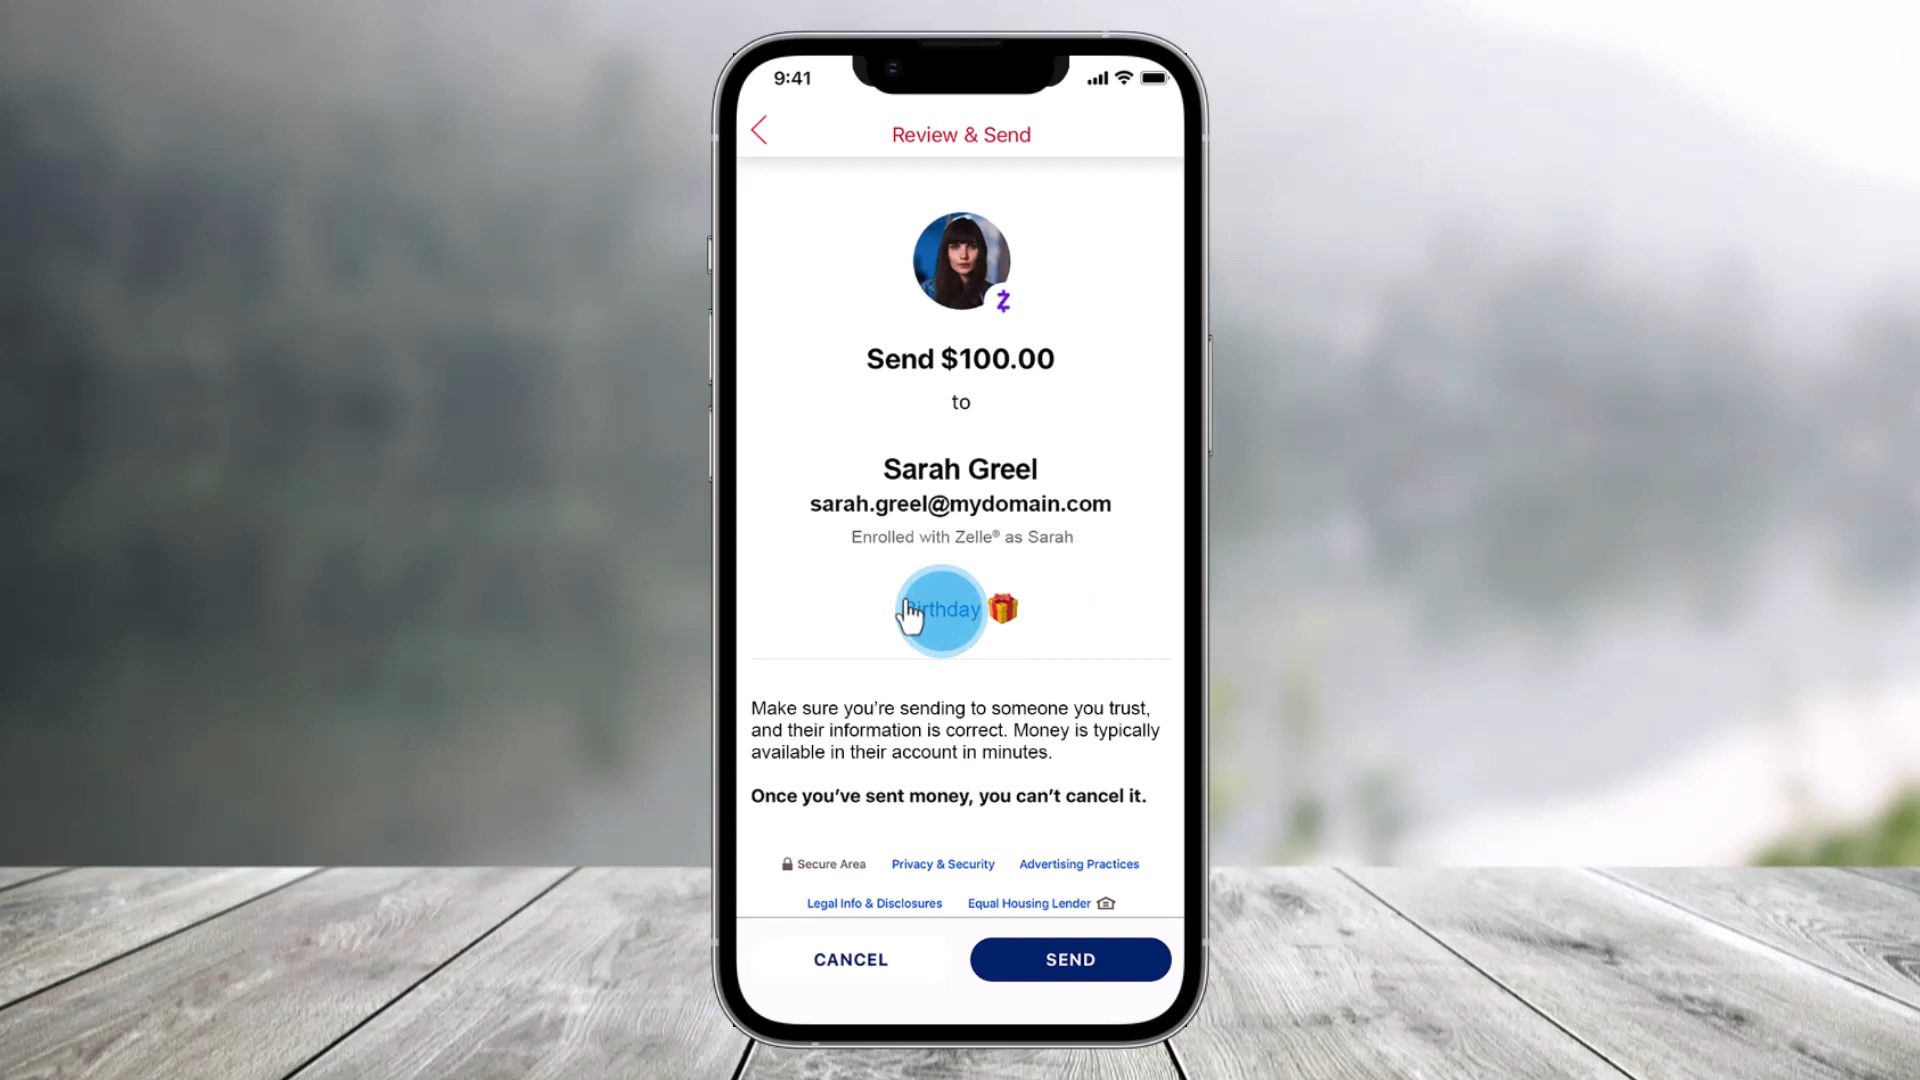 9:41
Review & Send
Send $100.00
to
Sarah Greel
sarah.greel@mydomain.com
Enrolled with Zelle® as Sarah
Birthday 🎁
Make sure you’re sending to someone you trust,
and their information is correct. Money is typically
available in their account in minutes.
Once you’ve sent money, you can’t cancel it.
Secure Area Privacy & Security Advertising Practices
Legal Info & Disclosures Equal Housing Lender
CANCEL SEND